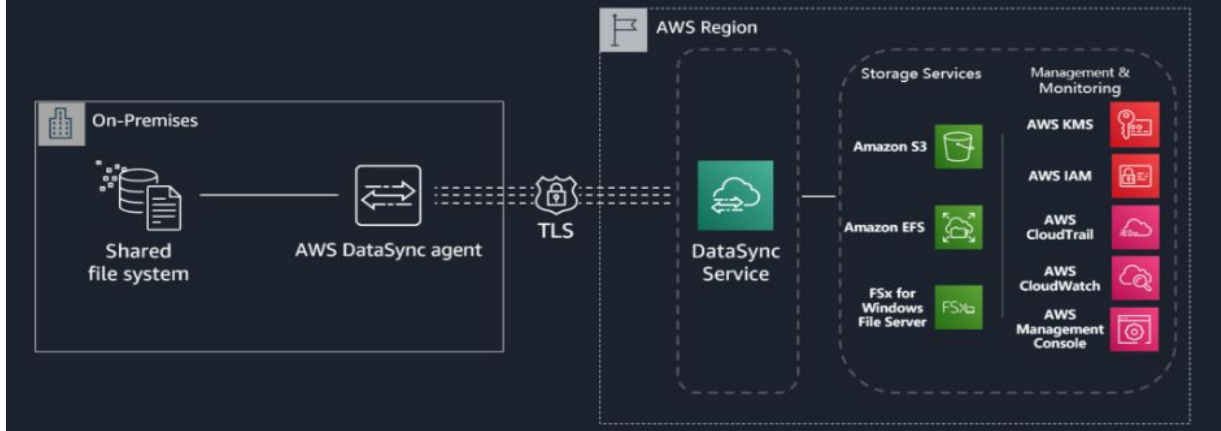 AWS Region
On-Premises
Shared
file system
AWS DataSync agent
TLS
DataSync
Service
Storage Services
Amazon S3
Amazon EFS
FSx for
Windows
File Server
FSx
Management &
Monitoring
AWS KMS
AWS IAM
AWS
CloudTrail
AWS
CloudWatch
AWS
Management
Console